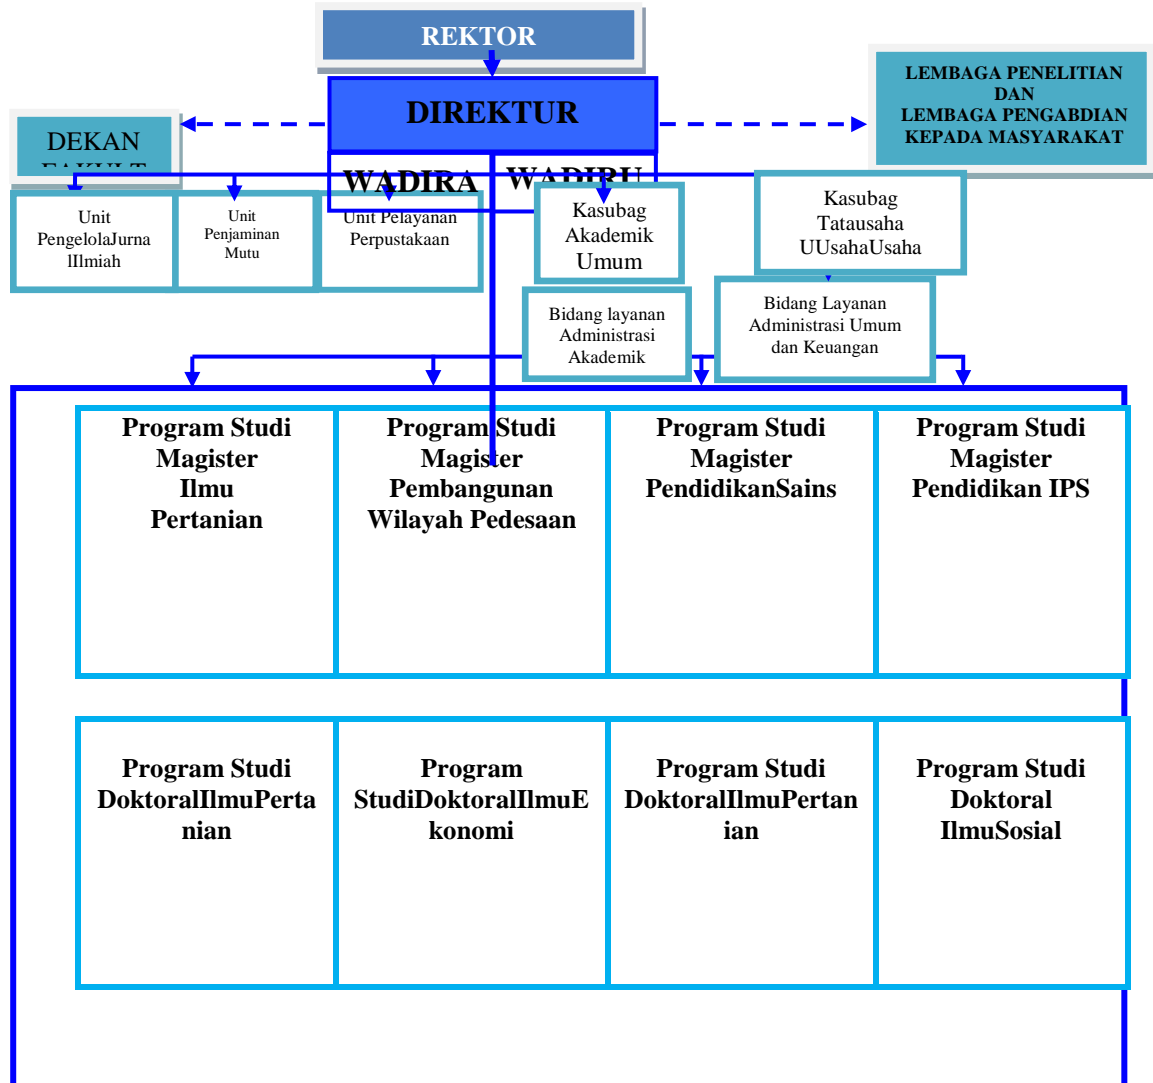 REKTOR
DIREKTUR
LEMBAGA PENELITIAN
DAN
LEMBAGA PENGABDIAN
KEPADA MASYARAKAT
DEKAN
FAKULT
WADIRA
WADIRU
Unit
PengelolaJurna
lIlmiah
Unit
Penjaminan
Mutu
Unit Pelayanan
Perpustakaan
Kasubag
Akademik
Umum
Kasubag
Tatausaha
UUsahaUsaha
Bidang layanan
Administrasi
Akademik
Bidang Layanan
Administrasi Umum
dan Keuangan
Program Studi
Magister
Ilmu
Pertanian
Program Studi
Magister
Pembangunan
Wilayah Pedesaan
Program Studi
Magister
PendidikanSains
Program Studi
Magister
Pendidikan IPS
Program Studi
DoktoralIlmuPerta
nian
Program
StudiDoktoralIlmuE
konomi
Program Studi
DoktoralIlmuPertan
ian
Program Studi
Doktoral
IlmuSosial